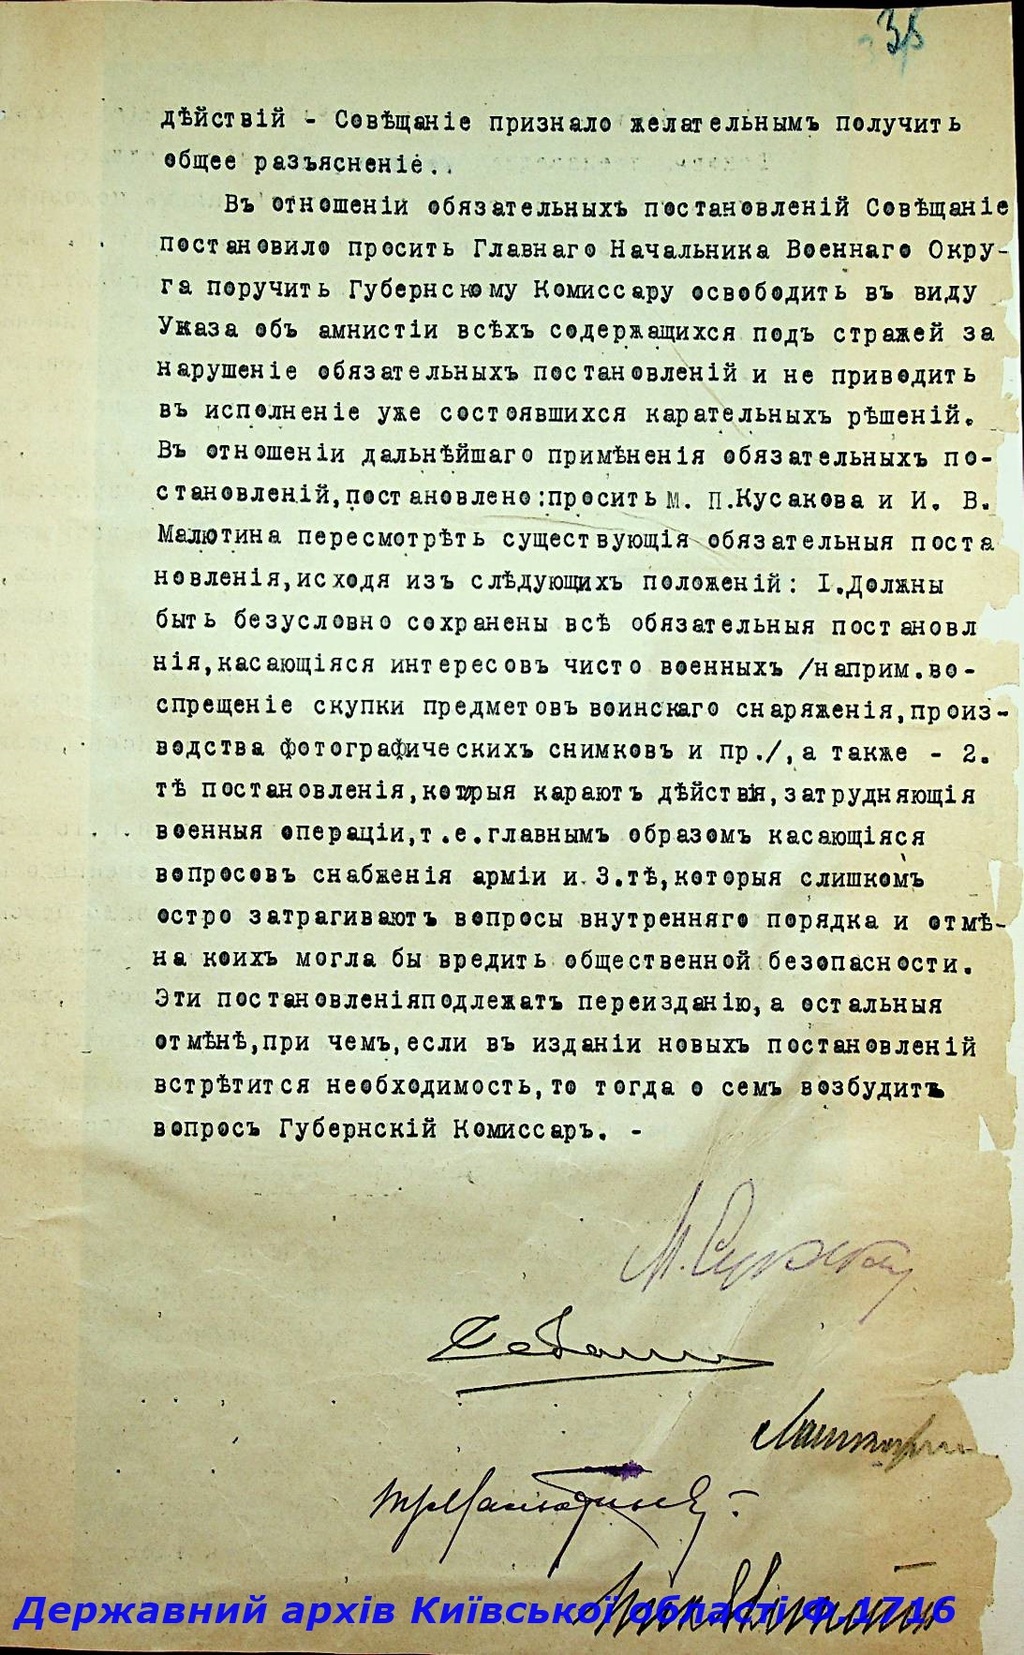 35
дѣйствій - Совѣщаніе признало желательнымъ получить
общее разъясненіе..
Въ отношеніи обязательныхъ постановленій Совѣщаніе
постановило просить Главнаго Начальника Военнаго Окру-
га поручить Губернскому Комиссару освободить въ виду
Указа объ амнистіи всѣхъ содержащихся подъ стражей за
нарушеніе обязательныхъ постановленій и не приводить
въ исполненіе уже состоявшихся карательныхъ рѣшеній.
Въ отношеніи дальнѣйшаго примѣненія обязательныхъ по-
становленій,постановлено:просить М. П.Кусакова и И. В.
Малютина пересмотрѣть существующія обязательныя поста
новленія,исходя изъ слѣдующихъ положеній: I.Должны
быть безусловно сохранены всѣ обязательныя постановл
нія,касающіяся интересовъ чисто военныхъ /наприм.во-
спрещеніе скупки предметовъ воинскаго снаряженія,произ-
водства фотографическихъ снимковъ и пр./,а также - 2.
тѣ постановленія,которыя караютъ дѣйствія,затрудняющія
военныя операціи,т.е.главнымъ образомъ касающіяся
вопросовъ снабженія арміи и 3.тѣ,которыя слишкомъ
остро затрагиваютъ вопросы внутренняго порядка и отмѣ-
на коихъ могла бы вредить общественной безопасности.
Эти постановленіяподлежатъ переизданію,а остальныя
отмѣнѣ,при чемъ,если въ изданіи новыхъ постановленій
встрѣтится необходимость,то тогда о семъ возбудитъ
вопросъ Губернскій Комиссаръ. -
М.
Державний архів Київської області Ф.1716